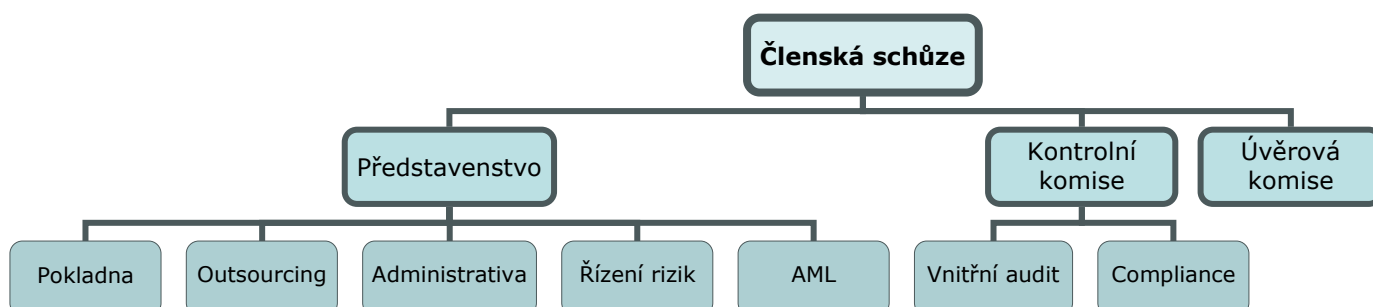 Členská schůze
Představenstvo
Kontrolní
komise
Úvěrová
komise
Pokladna
Outsourcing
Administrativa
Řízení rizik
AML
Vnitřní audit
Compliance